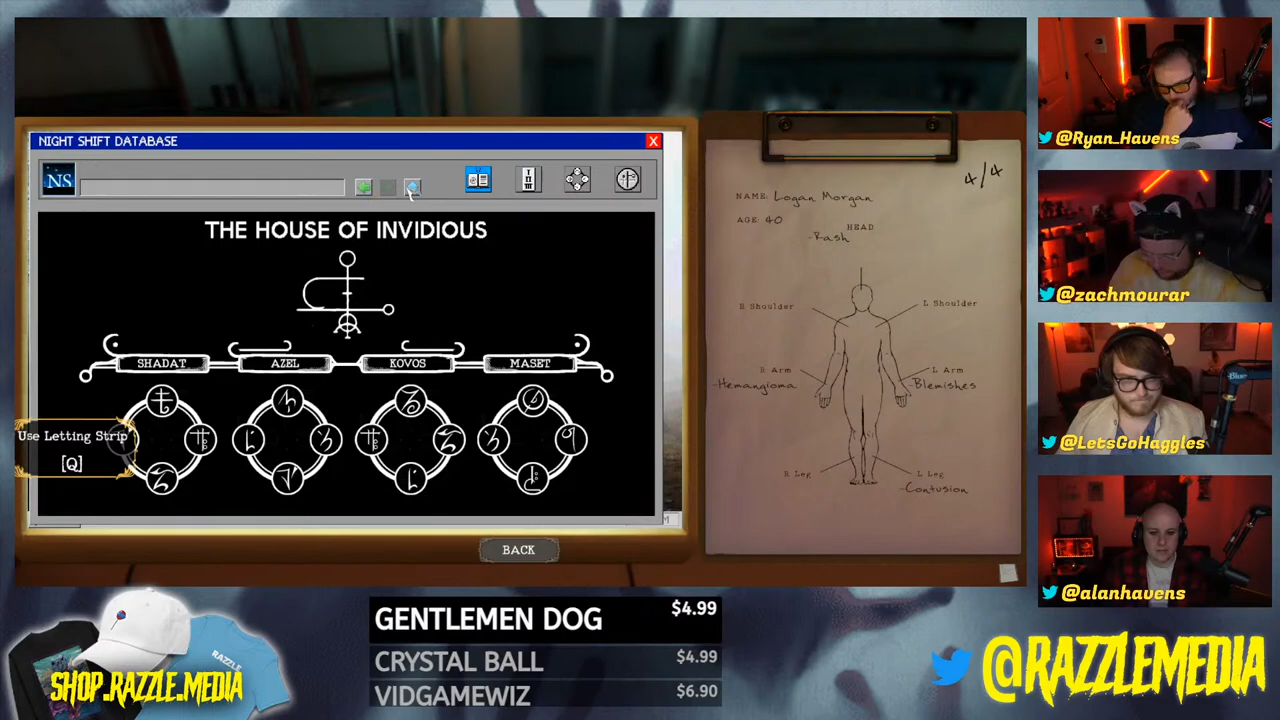 NIGHT SHIFT DATABASE
X
NS
THE HOUSE OF INVIDIOUS
SHADAT
AZEL
KOVOS
MASET
Use Letting Strip
[Q]
BACK
4/4
NAME: Logan Morgan
AGE: 40
HEAD
-Rash
R Shoulder
L Shoulder
R Arm
-Hemangioma
L Arm
-Blemishes
R Leg
L Leg
-Contusion
@Ryan_Havens
@zachmourar
Blue
@LetsGoHaggles
@alanhavens
RAZZLE
SHOP.RAZZLE.MEDIA
GENTLEMEN DOG $4.99
CRYSTAL BALL $4.99
VIDGAMEWIZ $6.90
@RAZZLEMEDIA